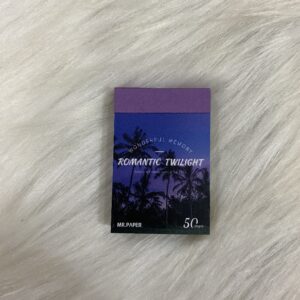 WONDERFUL MEMORY
ROMANTIC TWILIGHT
MR.PAPER
50